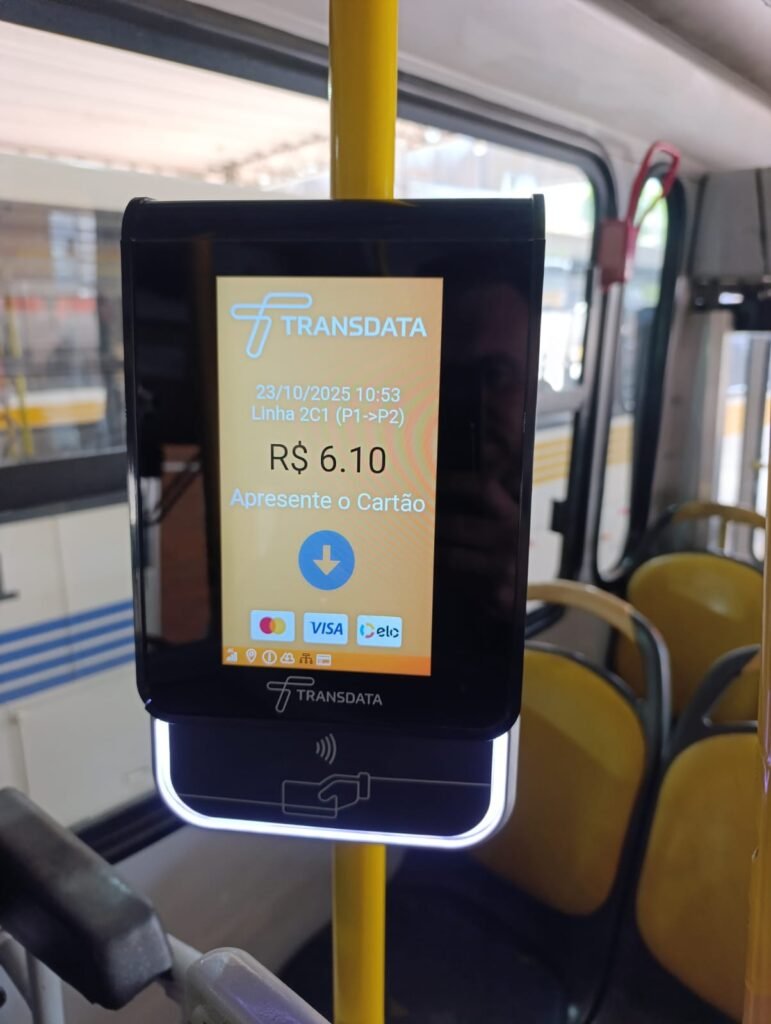 TRANSDATA
23/10/2025 10:53
Linha 2C1 (P1->P2)
R$ 6.10
Apresente o Cartão
VISA
elo
TRANSDATA